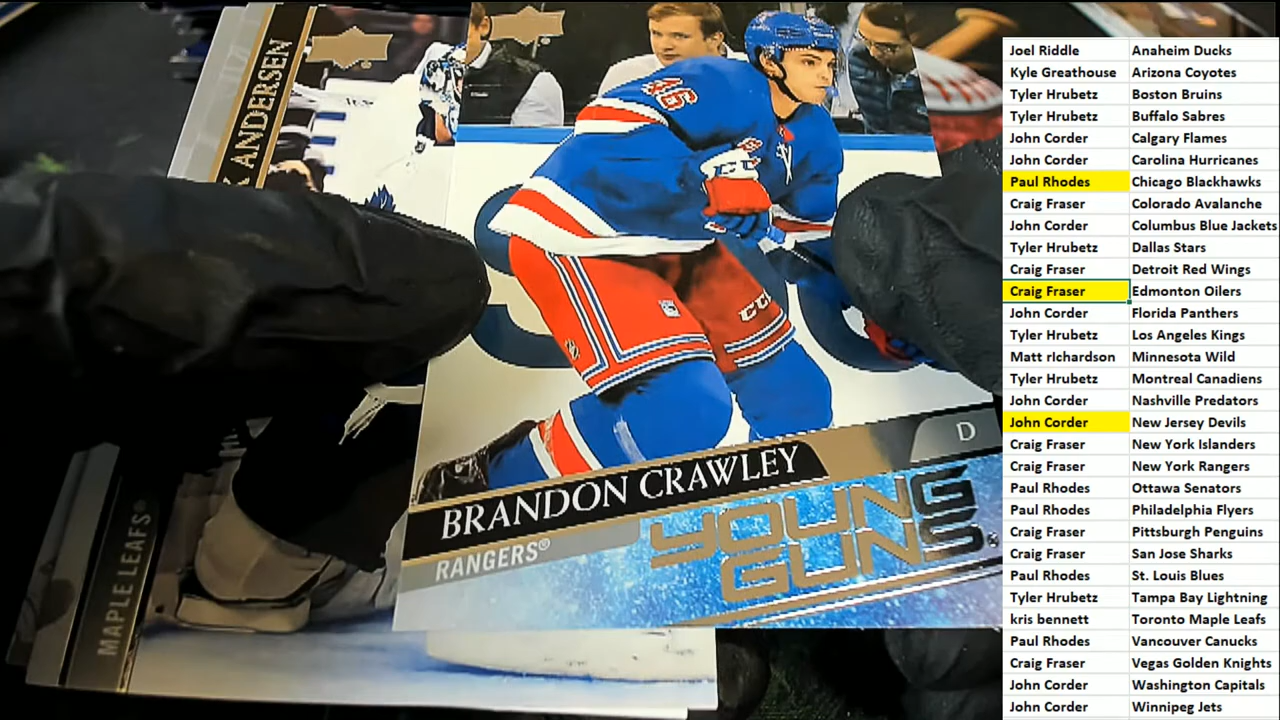 ANDERSEN
MAPLE LEAFS®
46
CCM
BRANDON CRAWLEY
D
RANGERS®
YOUNG
GUNS®
Joel Riddle Anaheim Ducks
Kyle Greathouse Arizona Coyotes
Tyler Hrubetz Boston Bruins
Tyler Hrubetz Buffalo Sabres
John Corder Calgary Flames
John Corder Carolina Hurricanes
Paul Rhodes Chicago Blackhawks
Craig Fraser Colorado Avalanche
John Corder Columbus Blue Jackets
Tyler Hrubetz Dallas Stars
Craig Fraser Detroit Red Wings
Craig Fraser Edmonton Oilers
John Corder Florida Panthers
Tyler Hrubetz Los Angeles Kings
Matt rIchardson Minnesota Wild
Tyler Hrubetz Montreal Canadiens
John Corder Nashville Predators
John Corder New Jersey Devils
Craig Fraser New York Islanders
Craig Fraser New York Rangers
Paul Rhodes Ottawa Senators
Paul Rhodes Philadelphia Flyers
Craig Fraser Pittsburgh Penguins
Craig Fraser San Jose Sharks
Paul Rhodes St. Louis Blues
Tyler Hrubetz Tampa Bay Lightning
kris bennett Toronto Maple Leafs
Paul Rhodes Vancouver Canucks
Craig Fraser Vegas Golden Knights
John Corder Washington Capitals
John Corder Winnipeg Jets